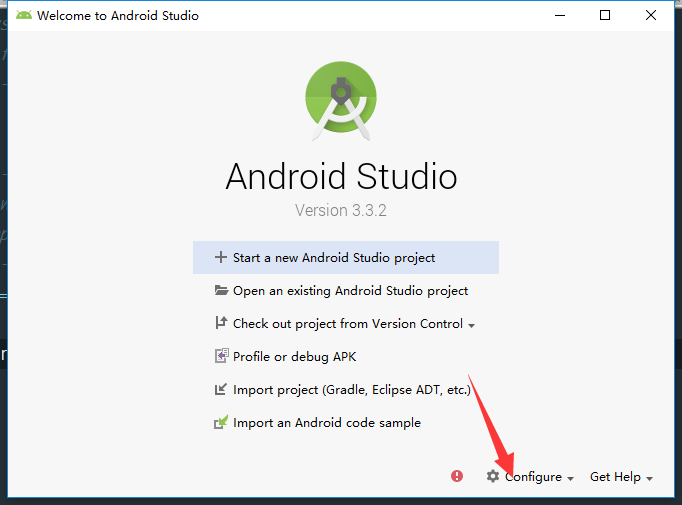 Welcome to Android Studio
Android Studio
Version 3.3.2
Start a new Android Studio project
Open an existing Android Studio project
Check out project from Version Control
Profile or debug APK
Import project (Gradle, Eclipse ADT, etc.)
Import an Android code sample
Configure
Get Help